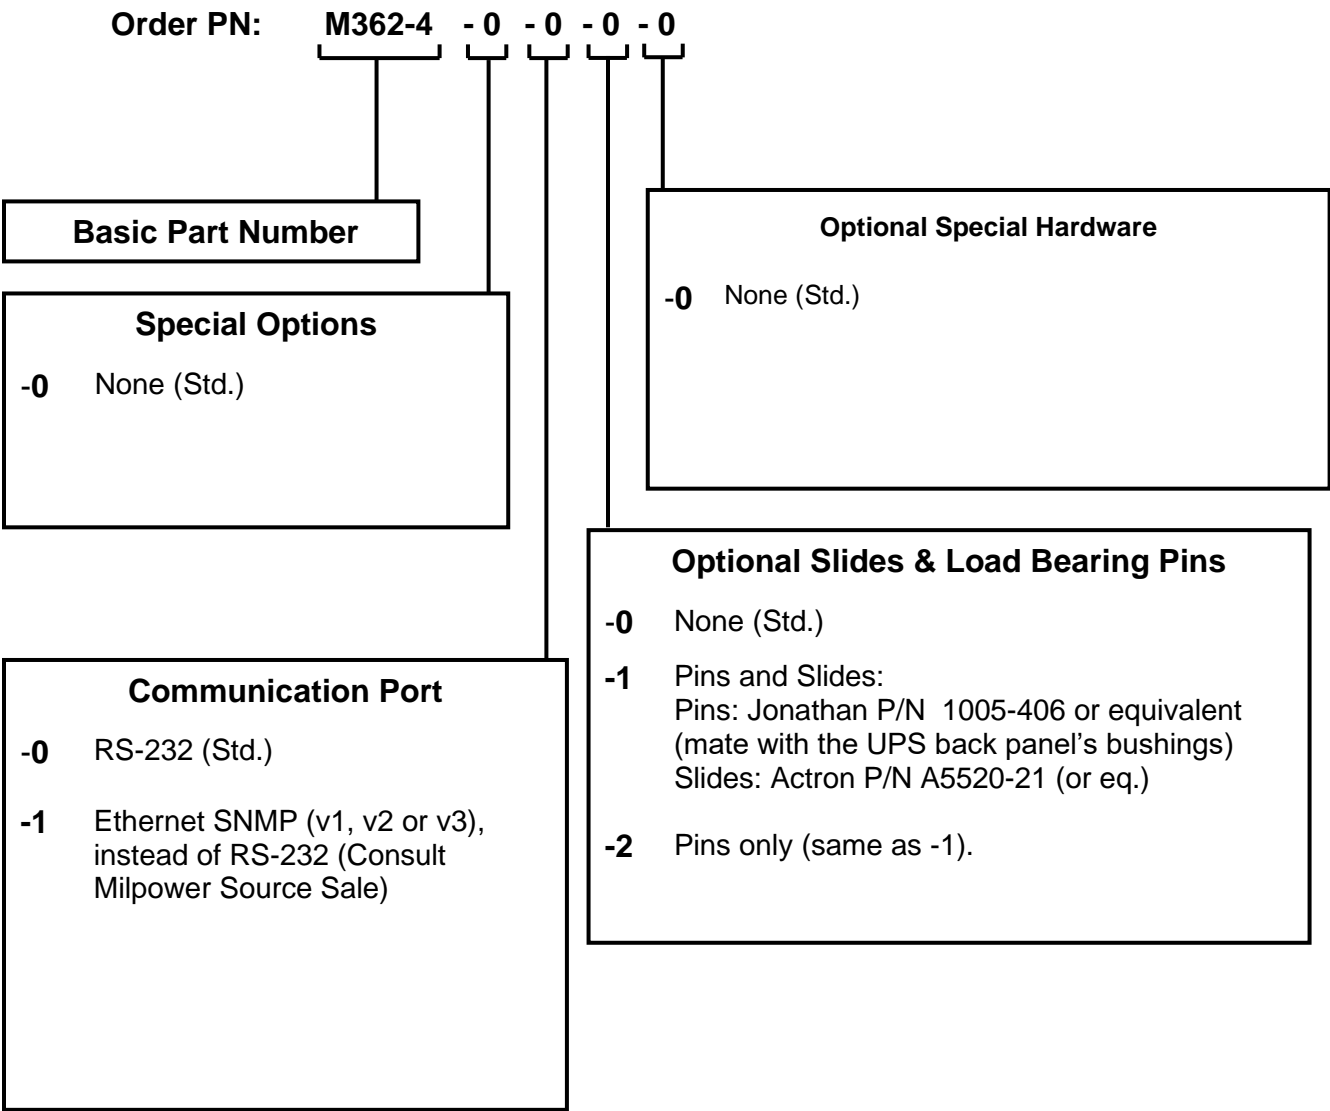 Order PN: M362-4 - 0 - 0 - 0 - 0
Basic Part Number
Special Options
-0 None (Std.)
Communication Port
-0 RS-232 (Std.)
-1 Ethernet SNMP (v1, v2 or v3),
instead of RS-232 (Consult
Milpower Source Sale)
Optional Special Hardware
-0 None (Std.)
Optional Slides & Load Bearing Pins
-0 None (Std.)
-1 Pins and Slides:
Pins: Jonathan P/N 1005-406 or equivalent
(mate with the UPS back panel’s bushings)
Slides: Actron P/N A5520-21 (or eq.)
-2 Pins only (same as -1).